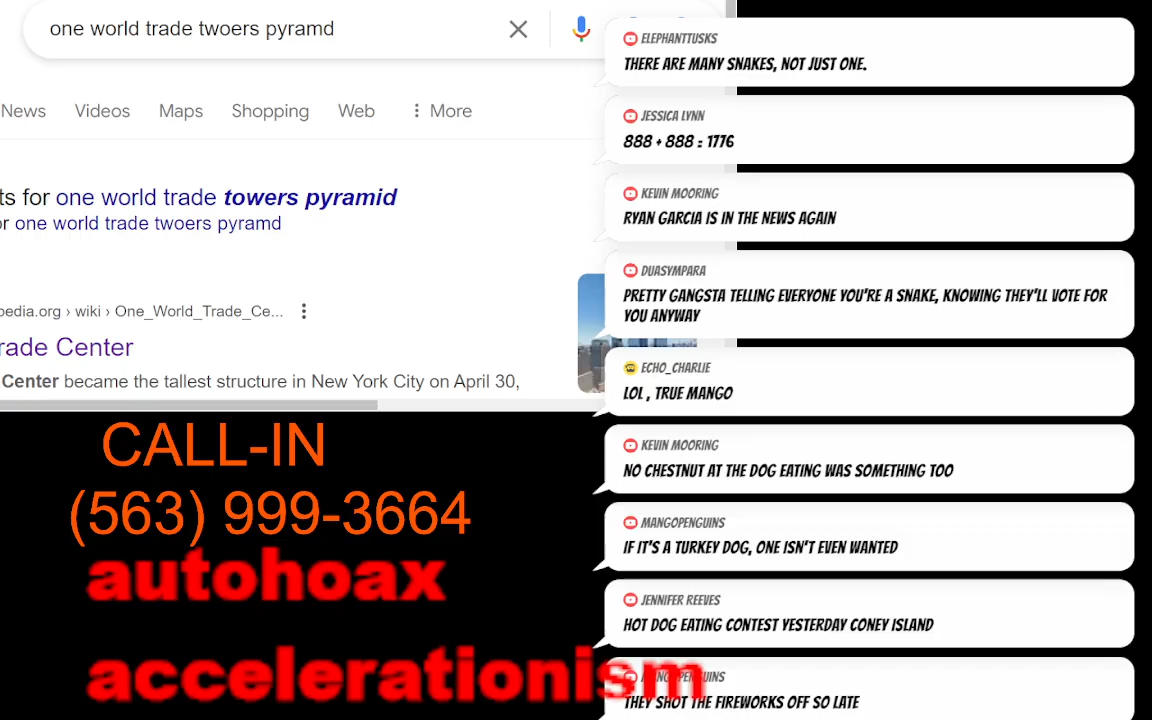 one world trade twoers pyramd
News Videos Maps Shopping Web More
ts for one world trade towers pyramid
or one world trade twoers pyramd
pedia.org › wiki › One_World_Trade_Ce...
rade Center
Center became the tallest structure in New York City on April 30,
CALL-IN
(563) 999-3664
autohoax
accelerationism
ELEPHANTTUSKS
THERE ARE MANY SNAKES, NOT JUST ONE.
JESSICA LYNN
888 + 888 = 1776
KEVIN MOORING
RYAN GARCIA IS IN THE NEWS AGAIN
DUASYMPARA
PRETTY GANGSTA TELLING EVERYONE YOU'RE A SNAKE, KNOWING THEY'LL VOTE FOR
YOU ANYWAY
ECHO_CHARLIE
LOL , TRUE MANGO
KEVIN MOORING
NO CHESTNUT AT THE DOG EATING WAS SOMETHING TOO
MANGOPENGUINS
IF IT'S A TURKEY DOG, ONE ISN'T EVEN WANTED
JENNIFER REEVES
HOT DOG EATING CONTEST YESTERDAY CONEY ISLAND
MANGOPENGUINS
THEY SHOT THE FIREWORKS OFF SO LATE